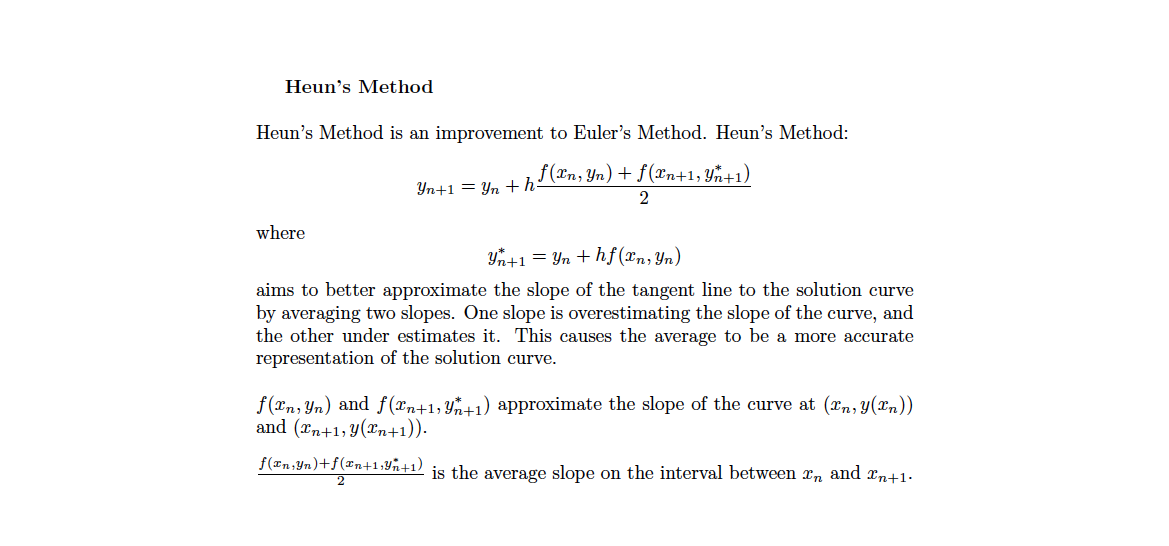 Heun's Method
Heun's Method is an improvement to Euler's Method. Heun's Method:
$y_{n+1} = y_n + h\frac{f(x_n, y_n) + f(x_{n+1}, y^*_{n+1})}{2}$
where
$y^*_{n+1} = y_n + hf(x_n, y_n)$
aims to better approximate the slope of the tangent line to the solution curve
by averaging two slopes. One slope is overestimating the slope of the curve, and
the other under estimates it. This causes the average to be a more accurate
representation of the solution curve.
$f(x_n, y_n)$ and $f(x_{n+1}, y^*_{n+1})$ approximate the slope of the curve at $(x_n, y(x_n))$
and $(x_{n+1}, y(x_{n+1}))$.
$\frac{f(x_n,y_n)+f(x_{n+1},y^*_{n+1})}{2}$ is the average slope on the interval between $x_n$ and $x_{n+1}$.